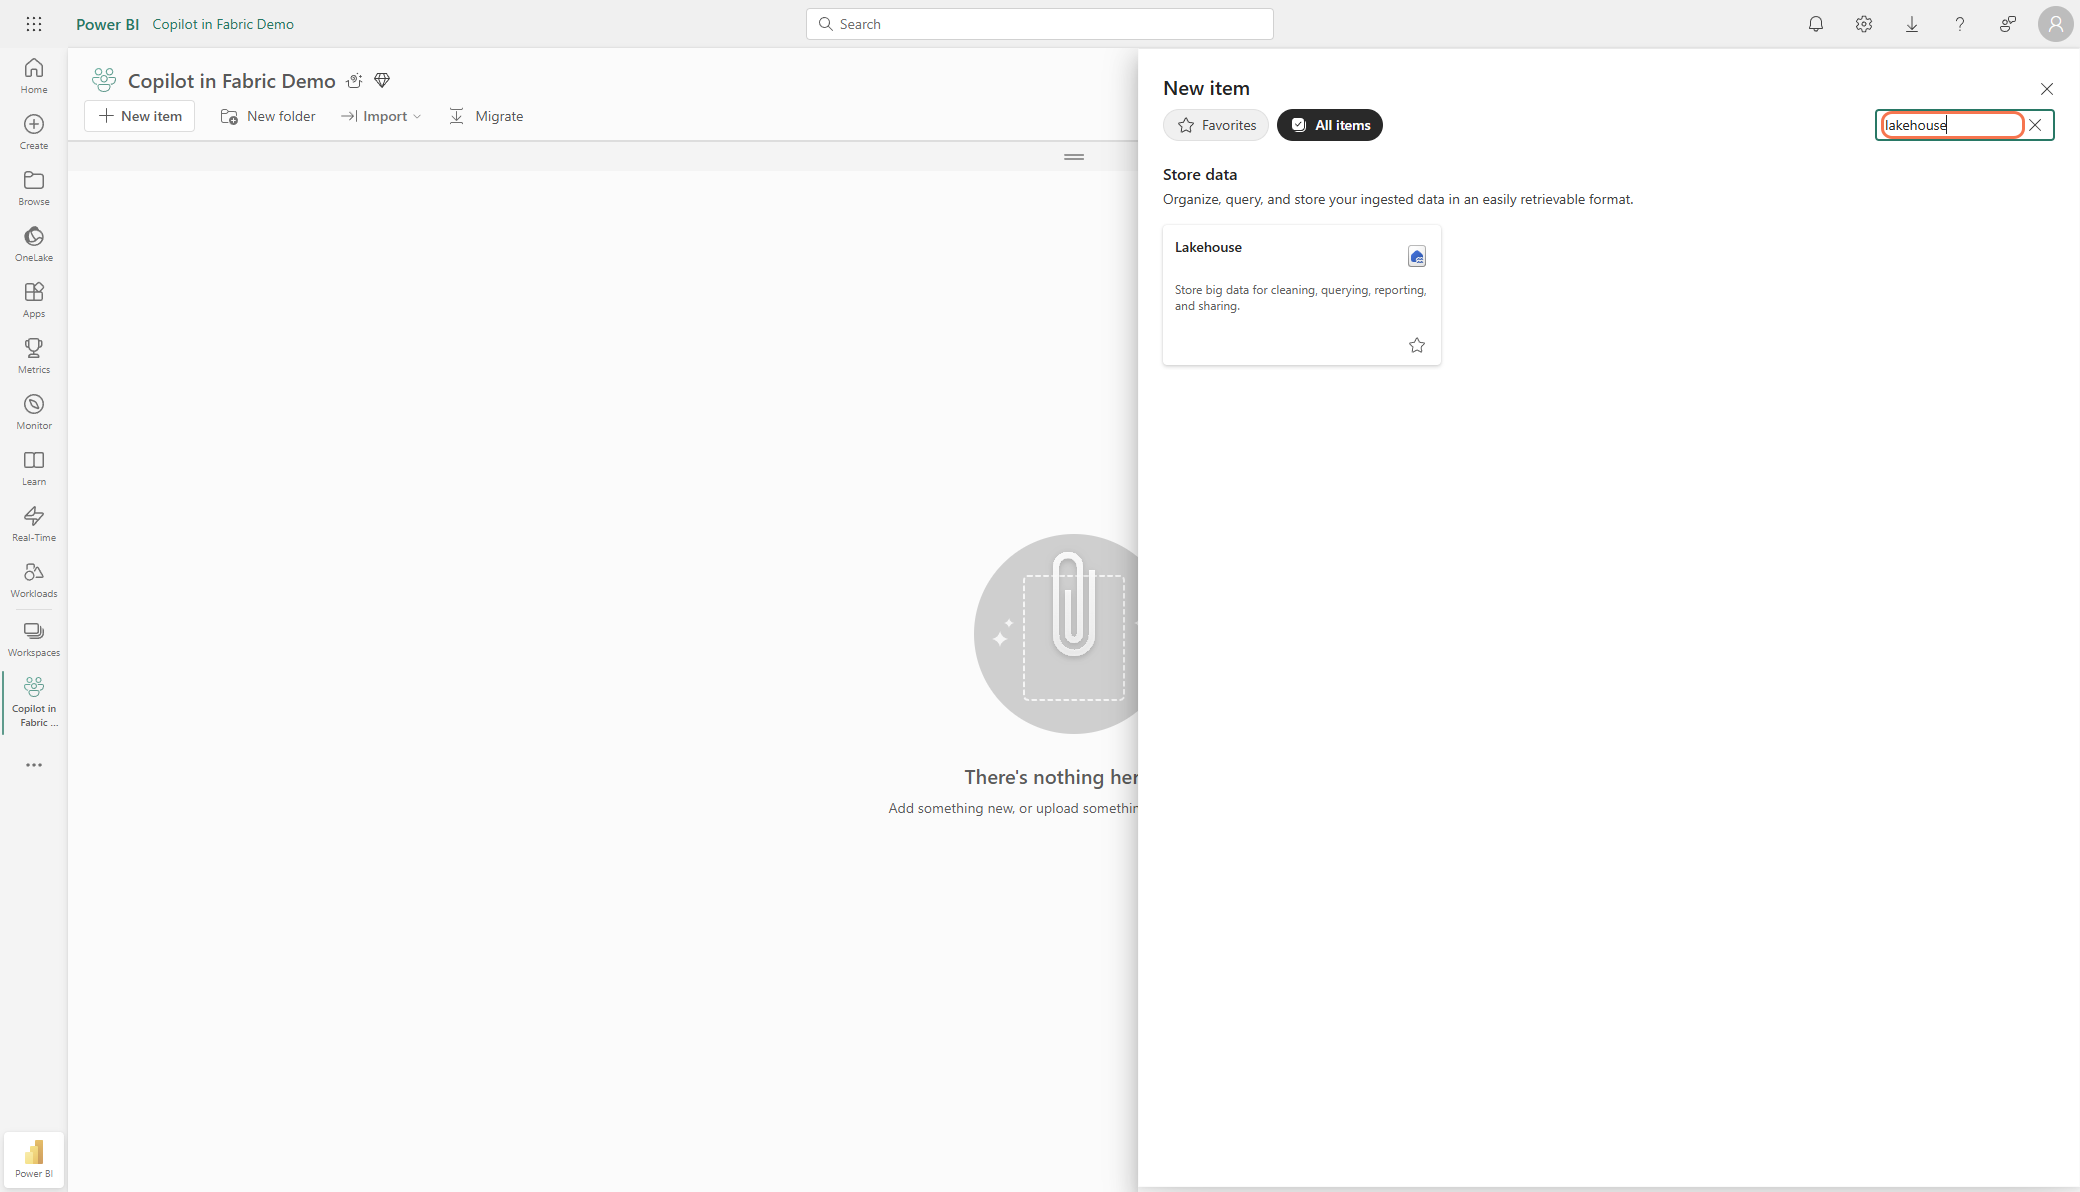 Power BI Copilot in Fabric Demo
Search
Home
Create
Browse
OneLake
Apps
Metrics
Monitor
Learn
Real-Time
Workloads
Workspaces
Copilot in
Fabric ...
Power BI
Copilot in Fabric Demo
New item
New folder
Import
Migrate
There's nothing her
Add something new, or upload somethin
New item
Favorites
All items
lakehouse
Store data
Organize, query, and store your ingested data in an easily retrievable format.
Lakehouse
Store big data for cleaning, querying, reporting,
and sharing.